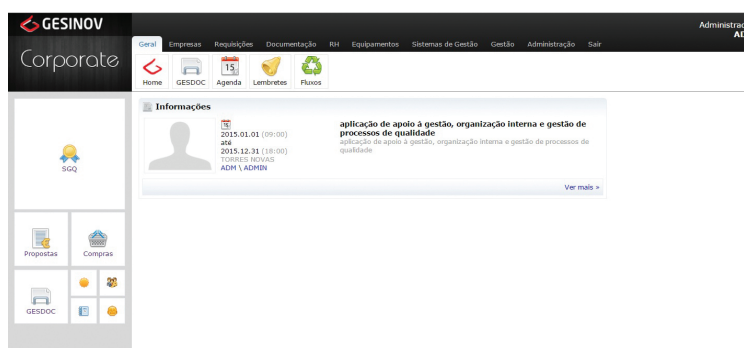 GESINOV
Corporate
Administraç
AD
Geral Empresas Requisições Documentação RH Equipamentos Sistemas de Gestão Gestão Administração Sair
Home GESDOC Agenda Lembretes Fluxos
15
Informações
15
2015.01.01 (09:00)
até
2015.12.31 (18:00)
TORRES NOVAS
ADM \ ADMIN
aplicação de apoio à gestão, organização interna e gestão de
processos de qualidade
aplicação de apoio à gestão, organização interna e gestão de processos de
qualidade
Ver mais »
SGQ
Propostas Compras
GESDOC